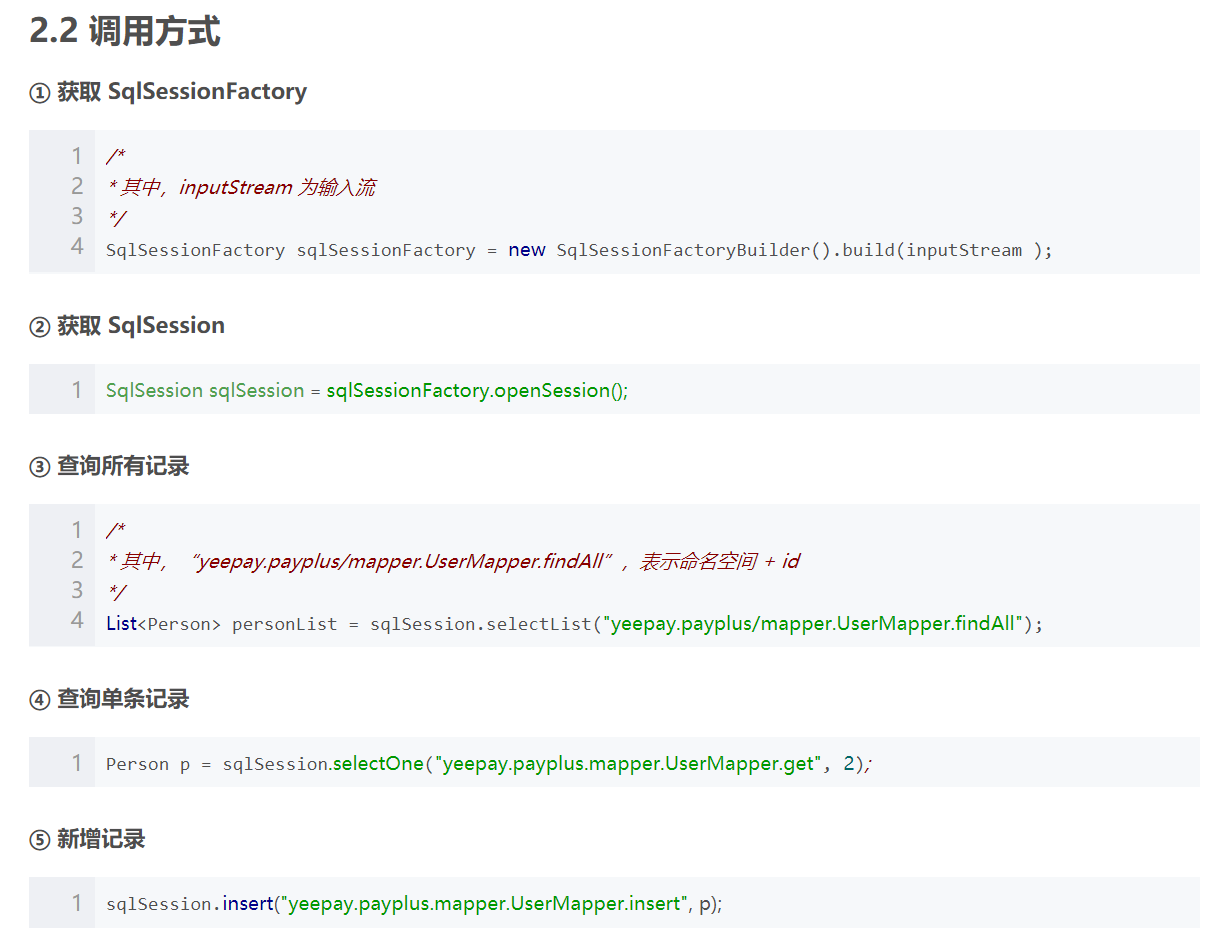 2.2 调用方式
① 获取 SqlSessionFactory
1 /*
2 * 其中，inputStream 为输入流
3 */
4 SqlSessionFactory sqlSessionFactory = new SqlSessionFactoryBuilder().build(inputStream );
② 获取 SqlSession
1 SqlSession sqlSession = sqlSessionFactory.openSession();
③ 查询所有记录
1 /*
2 * 其中， “yeepay.payplus/mapper.UserMapper.findAll” ，表示命名空间 + id
3 */
4 List<Person> personList = sqlSession.selectList("yeepay.payplus/mapper.UserMapper.findAll");
④ 查询单条记录
1 Person p = sqlSession.selectOne("yeepay.payplus.mapper.UserMapper.get", 2);
⑤ 新增记录
1 sqlSession.insert("yeepay.payplus.mapper.UserMapper.insert", p);